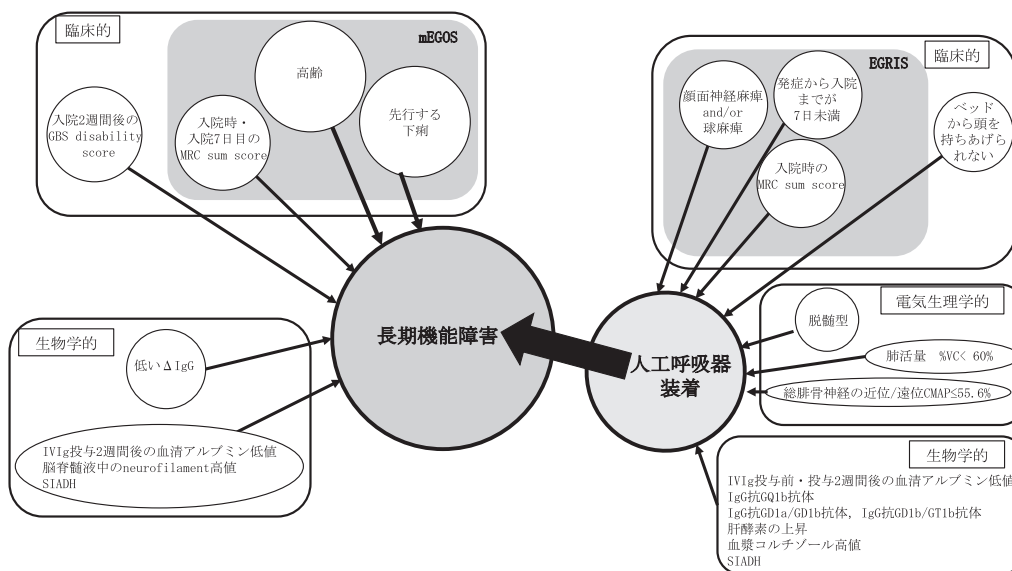 臨床的
mEGOS
高齢
先行する
下痢
入院時・
入院7日目の
MRC sum score
入院2週間後の
GBS disability
score
臨床的
EGRIS
顔面神経麻痺
and/or
球麻痺
発症から入院
までが
7日未満
入院時の
MRC sum score
ベッド
から頭を
持ちあげら
れない
長期機能障害
人工呼吸器
装着
生物学的
低いΔIgG
IVIg投与2週間後の血清アルブミン低値
脳脊髄液中のneurofilament高値
SIADH
電気生理学的
脱髄型
肺活量 %VC< 60%
総腓骨神経の近位/遠位CMAP≤55.6%
生物学的
IVIg投与前・投与2週間後の血清アルブミン低値
IgG抗GQ1b抗体
IgG抗GD1a/GD1b抗体, IgG抗GD1b/GT1b抗体
肝酵素の上昇
血漿コルチゾール高値
SIADH